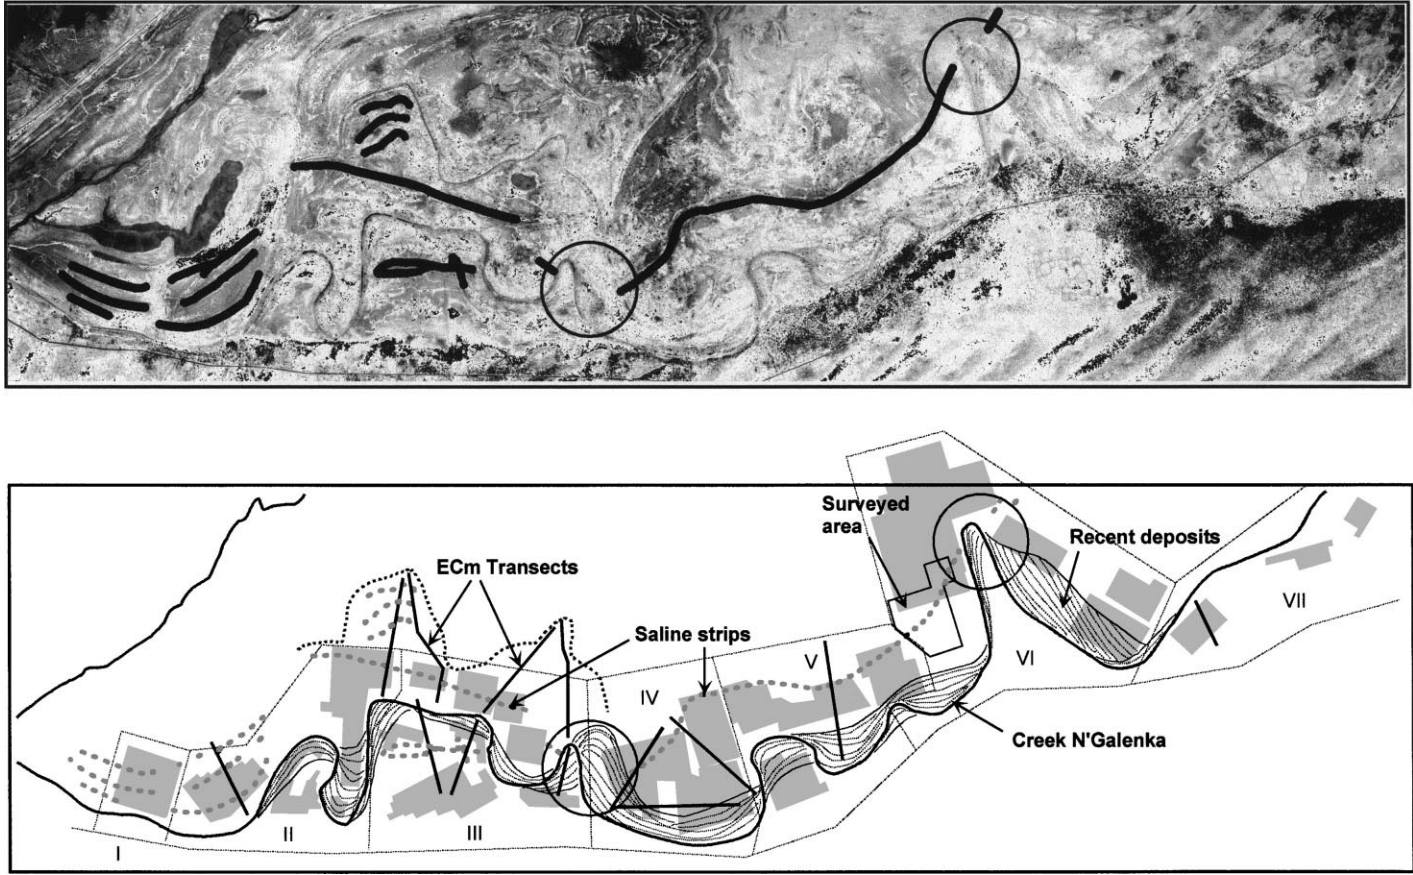 Surveyed
area
Recent deposits
ECm Transects
VII
Saline strips
V
VI
IV
Creek N'Galenka
II
III
I